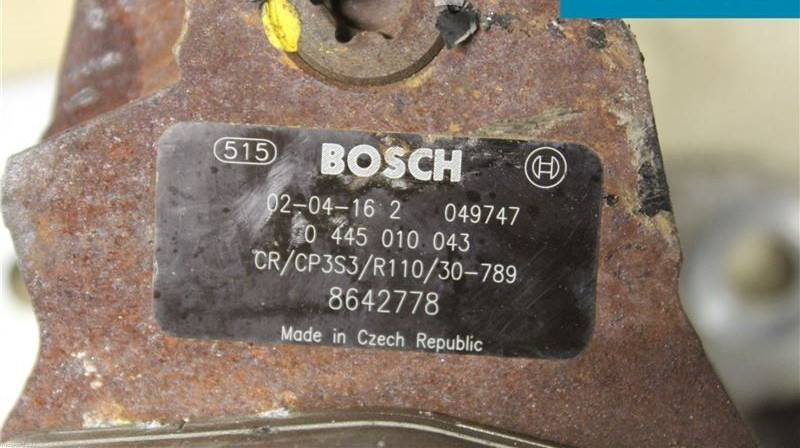 515 BOSCH H
02-04-16 2 049747
0 445 010 043
CR/CP3S3/R110/30-789
8642778
Made in Czech Republic